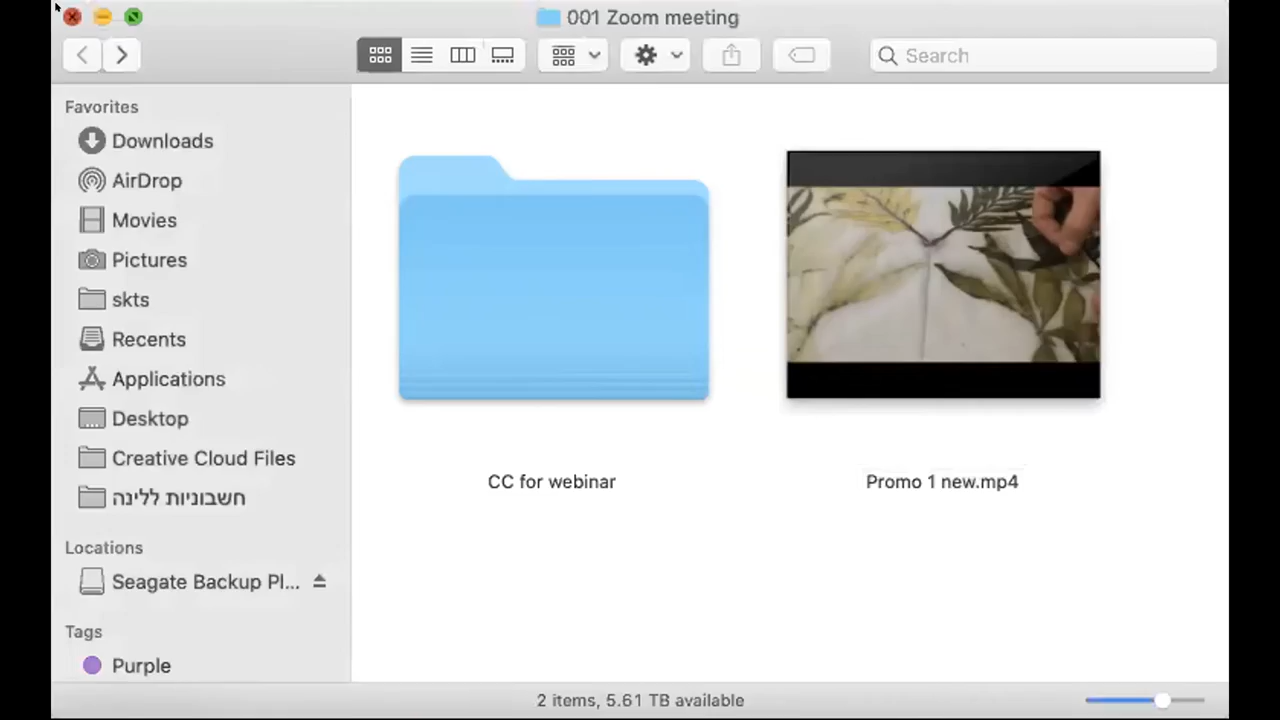 001 Zoom meeting
Search
Favorites
Downloads
AirDrop
Movies
Pictures
skts
Recents
Applications
Desktop
Creative Cloud Files
חשבוניות ללינה
Locations
Seagate Backup Pl...
Tags
Purple
CC for webinar
Promo 1 new.mp4
2 items, 5.61 TB available